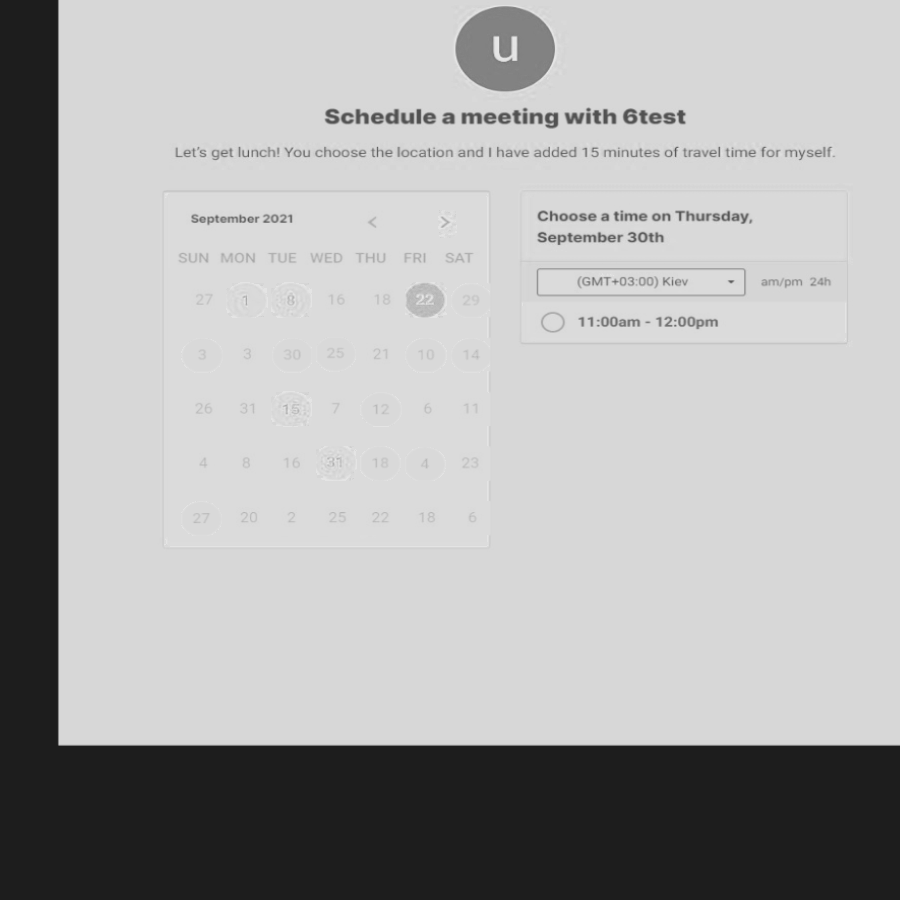 u
Schedule a meeting with 6test
Let's get lunch! You choose the location and I have added 15 minutes of travel time for myself.
September 2021 < >
SUN MON TUE WED THU FRI SAT
27 1 8 16 18 22 29
3 3 30 25 21 10 14
26 31 15 7 12 6 11
4 8 16 31 18 4 23
27 20 2 25 22 18 6
Choose a time on Thursday,
September 30th
(GMT+03:00) Kiev am/pm 24h
11:00am - 12:00pm